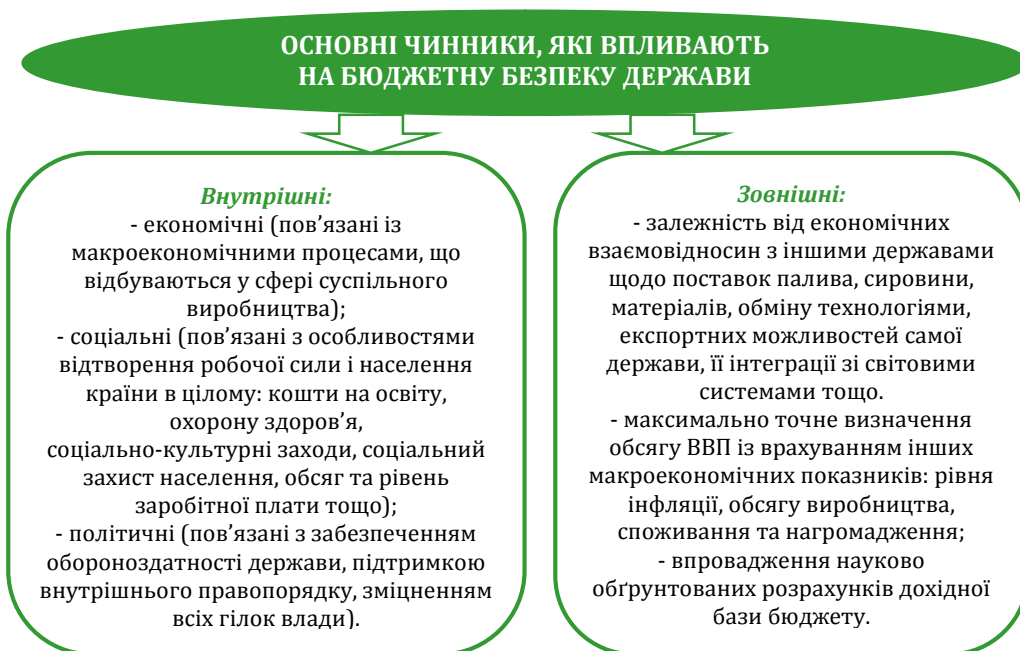 ОСНОВНІ ЧИННИКИ, ЯКІ ВПЛИВАЮТЬ
НА БЮДЖЕТНУ БЕЗПЕКУ ДЕРЖАВИ
Внутрішні:
- економічні (пов’язані із
макроекономічними процесами, що
відбуваються у сфері суспільного
виробництва);
- соціальні (пов’язані з особливостями
відтворення робочої сили і населення
країни в цілому: кошти на освіту,
охорону здоров’я,
соціально-культурні заходи, соціальний
захист населення, обсяг та рівень
заробітної плати тощо);
- політичні (пов’язані з забезпеченням
обороноздатності держави, підтримкою
внутрішнього правопорядку, зміцненням
всіх гілок влади).
Зовнішні:
- залежність від економічних
взаємовідносин з іншими державами
щодо поставок палива, сировини,
матеріалів, обміну технологіями,
експортних можливостей самої
держави, її інтеграції зі світовими
системами тощо.
- максимально точне визначення
обсягу ВВП із врахуванням інших
макроекономічних показників: рівня
інфляції, обсягу виробництва,
споживання та нагромадження;
- впровадження науково
обґрунтованих розрахунків дохідної
бази бюджету.